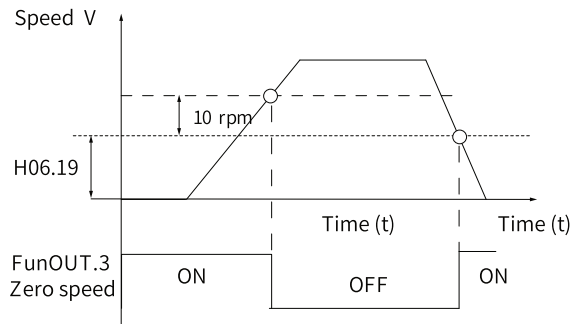 Speed V
10 rpm
H06.19
Time (t)
Time (t)
FunOUT.3
Zero speed
ON
OFF
ON